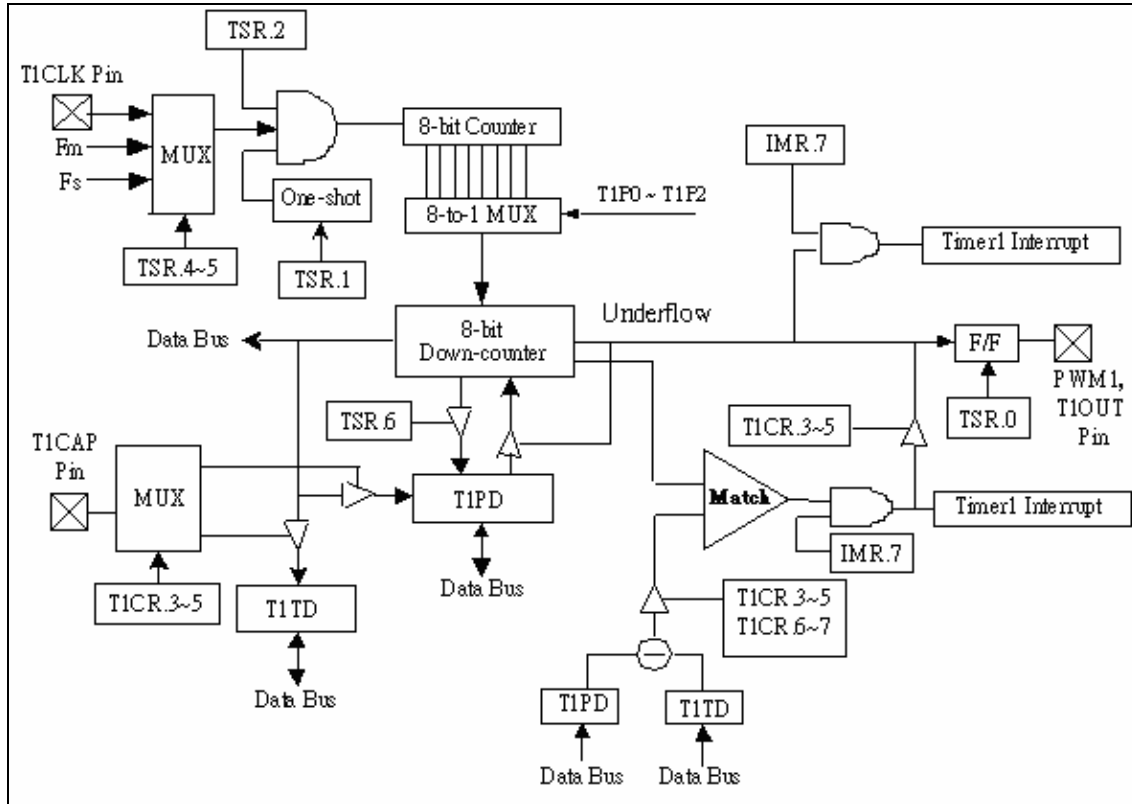 TSR.2
T1CLK Pin
8-bit Counter
IMR.7
Fm
MUX
Fs
One-shot
T1P0 ~ T1P2
8-to-1 MUX
Timer1 Interrupt
TSR.4~5
TSR.1
Underflow
Data Bus
8-bit
Down-counter
F/F
PWM1,
T1OUT
Pin
TSR.6
TSR.0
T1CR.3~5
T1CAP
Pin
MUX
T1PD
Match
Timer1 Interrupt
IMR.7
T1CR.3~5
T1TD
Data Bus
T1CR.3~5
T1CR.6~7
Data Bus
T1PD
T1TD
Data Bus
Data Bus